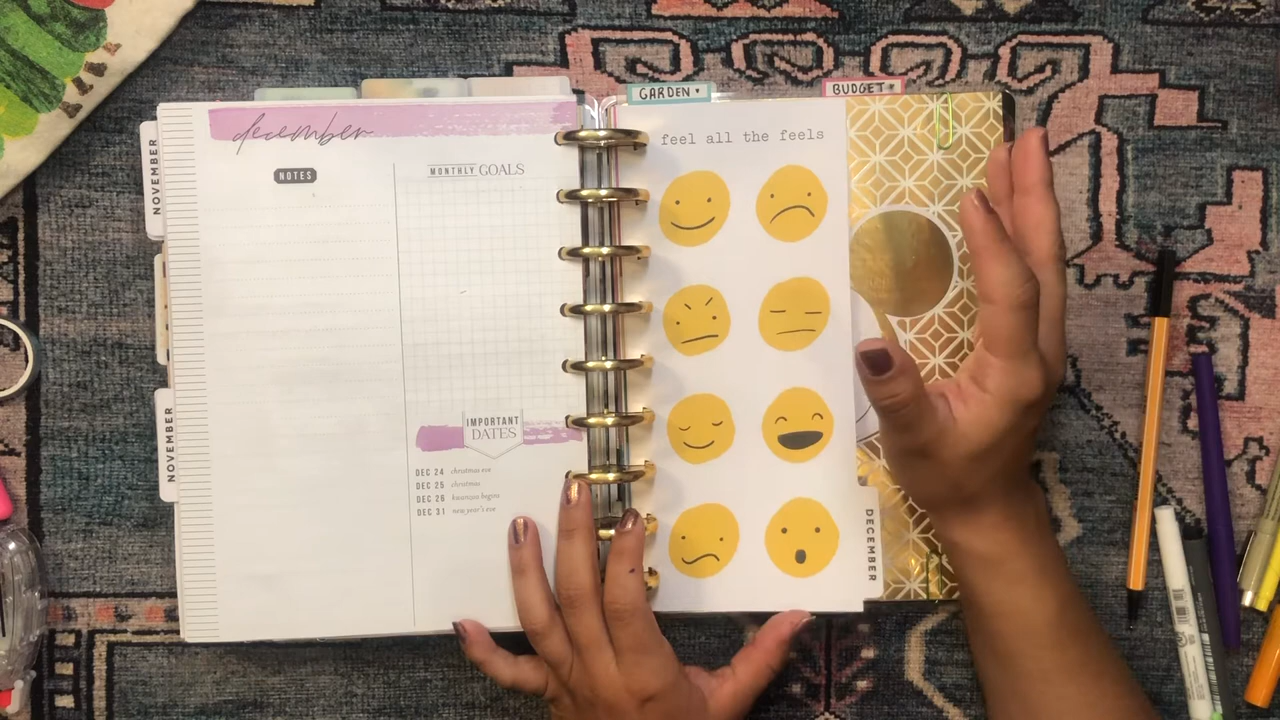 GARDEN
BUDGET
december
NOTES
MONTHLY GOALS
IMPORTANT
DATES
DEC 24 christmas eve
DEC 25 christmas
DEC 26 kwanzaa begins
DEC 31 new year's eve
NOVEMBER
NOVEMBER
feel all the feels
DECEMBER